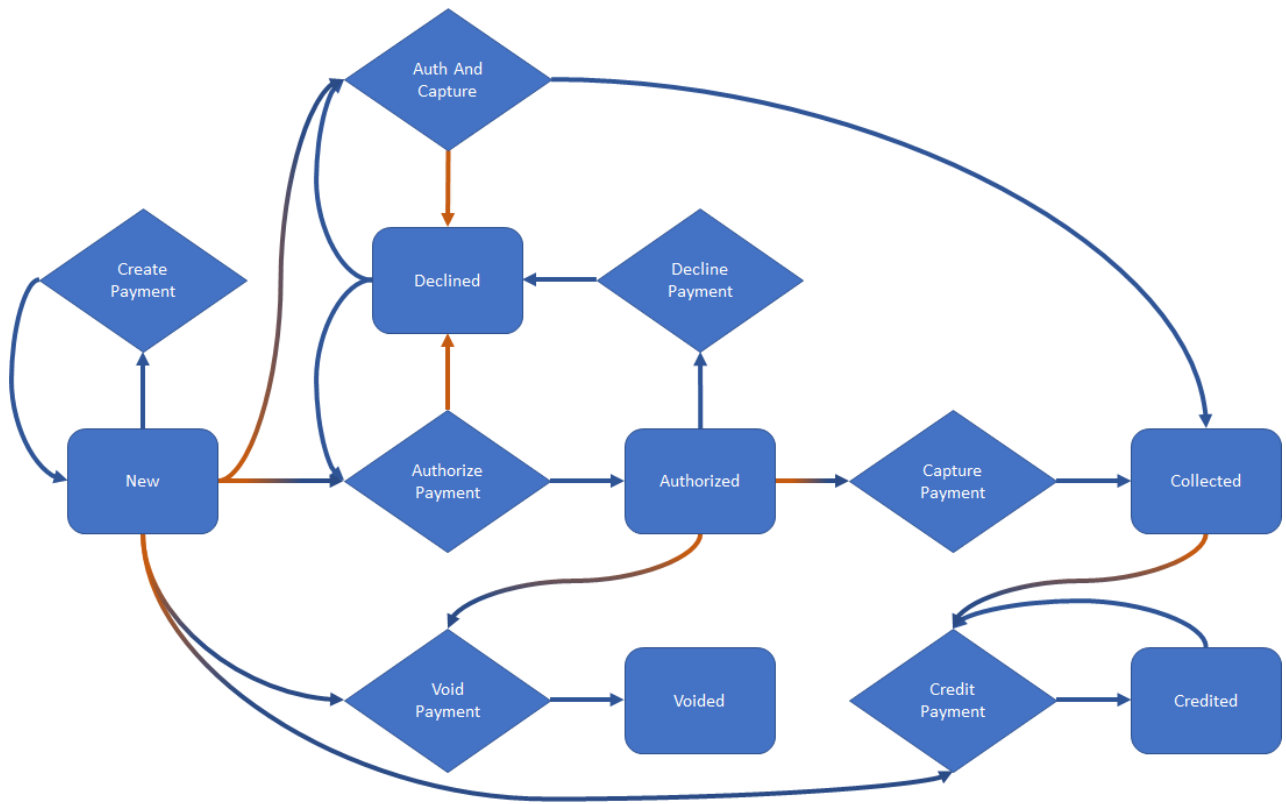 Auth And
Capture
Create
Payment
Declined
Decline
Payment
New
Authorize
Payment
Authorized
Capture
Payment
Collected
Void
Payment
Voided
Credit
Payment
Credited